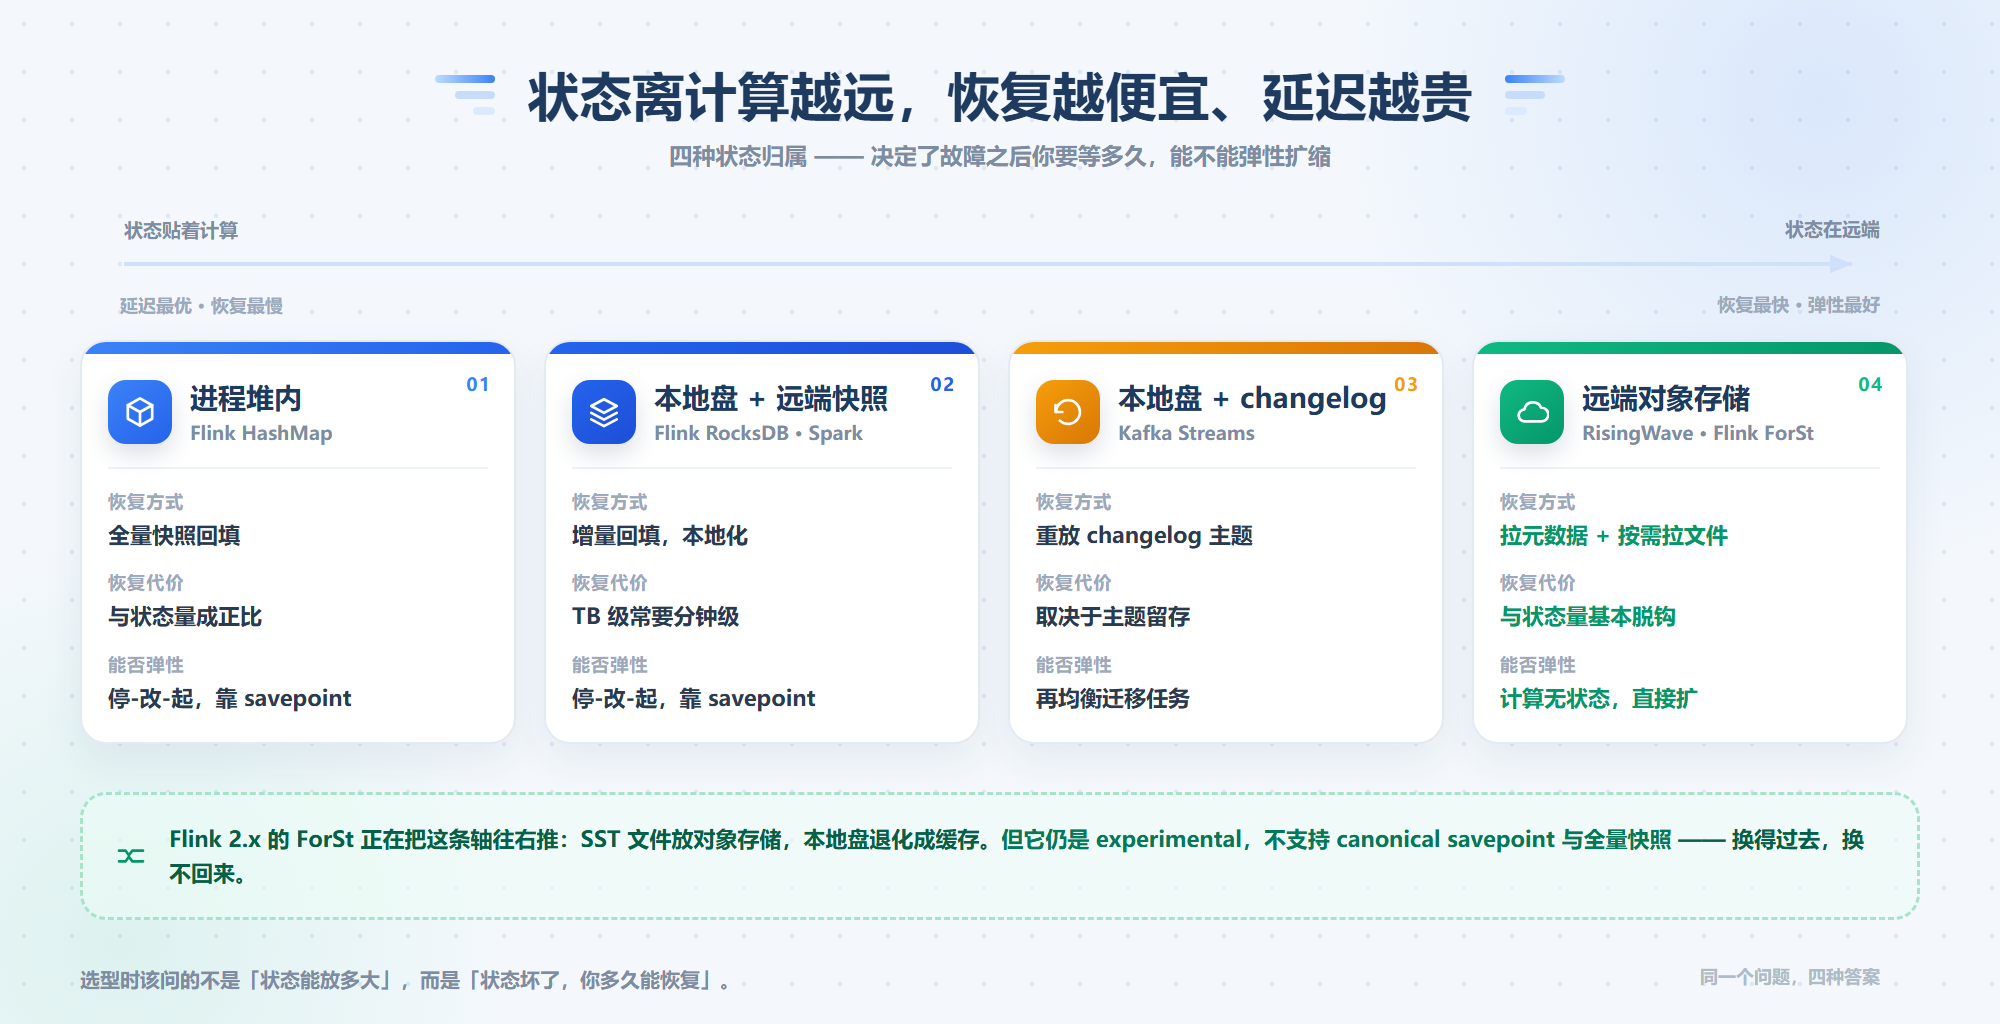 状态离计算越远，恢复越便宜、延迟越贵
四种状态归属 —— 决定了故障之后你要等多久，能不能弹性扩缩
状态贴着计算
状态在远端
延迟最优 • 恢复最慢
恢复最快 • 弹性最好
进程堆内
01
Flink HashMap
恢复方式
全量快照回填
恢复代价
与状态量成正比
能否弹性
停-改-起，靠 savepoint
本地盘 + 远端快照
02
Flink RocksDB • Spark
恢复方式
增量回填，本地化
恢复代价
TB 级常要分钟级
能否弹性
停-改-起，靠 savepoint
本地盘 + changelog
03
Kafka Streams
恢复方式
重放 changelog 主题
恢复代价
取决于主题留存
能否弹性
再均衡迁移任务
远端对象存储
04
RisingWave • Flink ForSt
恢复方式
拉元数据 + 按需拉文件
恢复代价
与状态量基本脱钩
能否弹性
计算无状态，直接扩
Flink 2.x 的 ForSt 正在把这条轴往右推：SST 文件放对象存储，本地盘退化成缓存。但它仍是 experimental，不支持 canonical savepoint 与全量快照 —— 换得过去，换
不回来。
选型时该问的不是「状态能放多大」，而是「状态坏了，你多久能恢复」。
同一个问题，四种答案